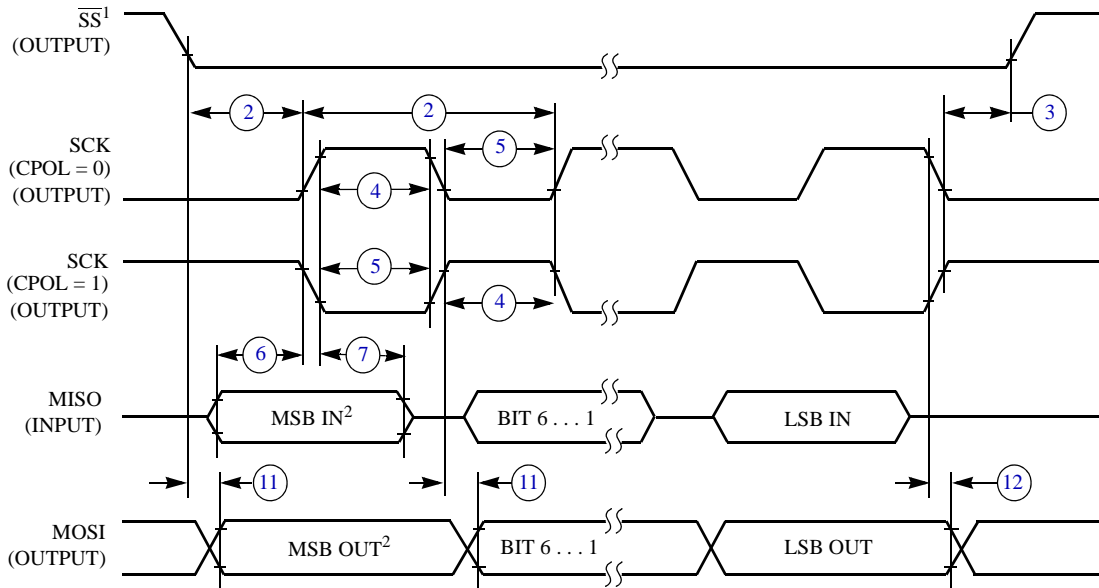 SS¹
(OUTPUT)
2
2
3
SCK
(CPOL = 0)
(OUTPUT)
5
4
SCK
(CPOL = 1)
(OUTPUT)
5
4
6
7
MISO
(INPUT)
MSB IN²
BIT 6 . . . 1
LSB IN
11
11
12
MOSI
(OUTPUT)
MSB OUT²
BIT 6 . . . 1
LSB OUT